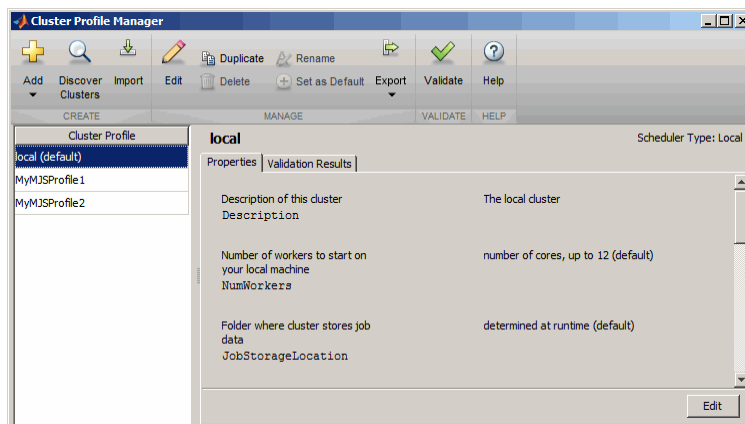 Cluster Profile Manager
Add
Discover Clusters
Import
Edit
Duplicate
Delete
Rename
Set as Default
Export
Validate
Help
CREATE
MANAGE
VALIDATE
HELP
Cluster Profile
local (default)
MyMJSProfile1
MyMJSProfile2
local
Scheduler Type: Local
Properties
Validation Results
Description of this cluster
Description
The local cluster
Number of workers to start on
your local machine
NumWorkers
number of cores, up to 12 (default)
Folder where cluster stores job
data
JobStorageLocation
determined at runtime (default)
Edit